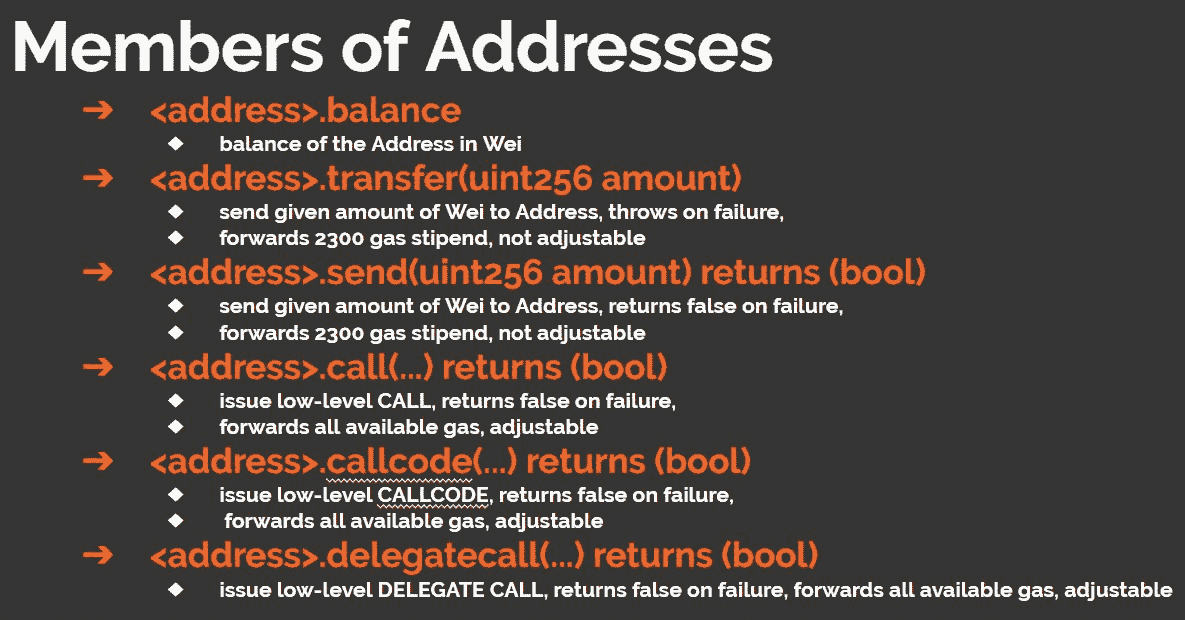 Members of Addresses
➔ <address>.balance
◆ balance of the Address in Wei
➔ <address>.transfer(uint256 amount)
◆ send given amount of Wei to Address, throws on failure,
◆ forwards 2300 gas stipend, not adjustable
➔ <address>.send(uint256 amount) returns (bool)
◆ send given amount of Wei to Address, returns false on failure,
◆ forwards 2300 gas stipend, not adjustable
➔ <address>.call(...) returns (bool)
◆ issue low-level CALL, returns false on failure,
◆ forwards all available gas, adjustable
➔ <address>.callcode(...) returns (bool)
◆ issue low-level CALLCODE, returns false on failure,
◆ forwards all available gas, adjustable
➔ <address>.delegatecall(...) returns (bool)
◆ issue low-level DELEGATE CALL, returns false on failure, forwards all available gas, adjustable